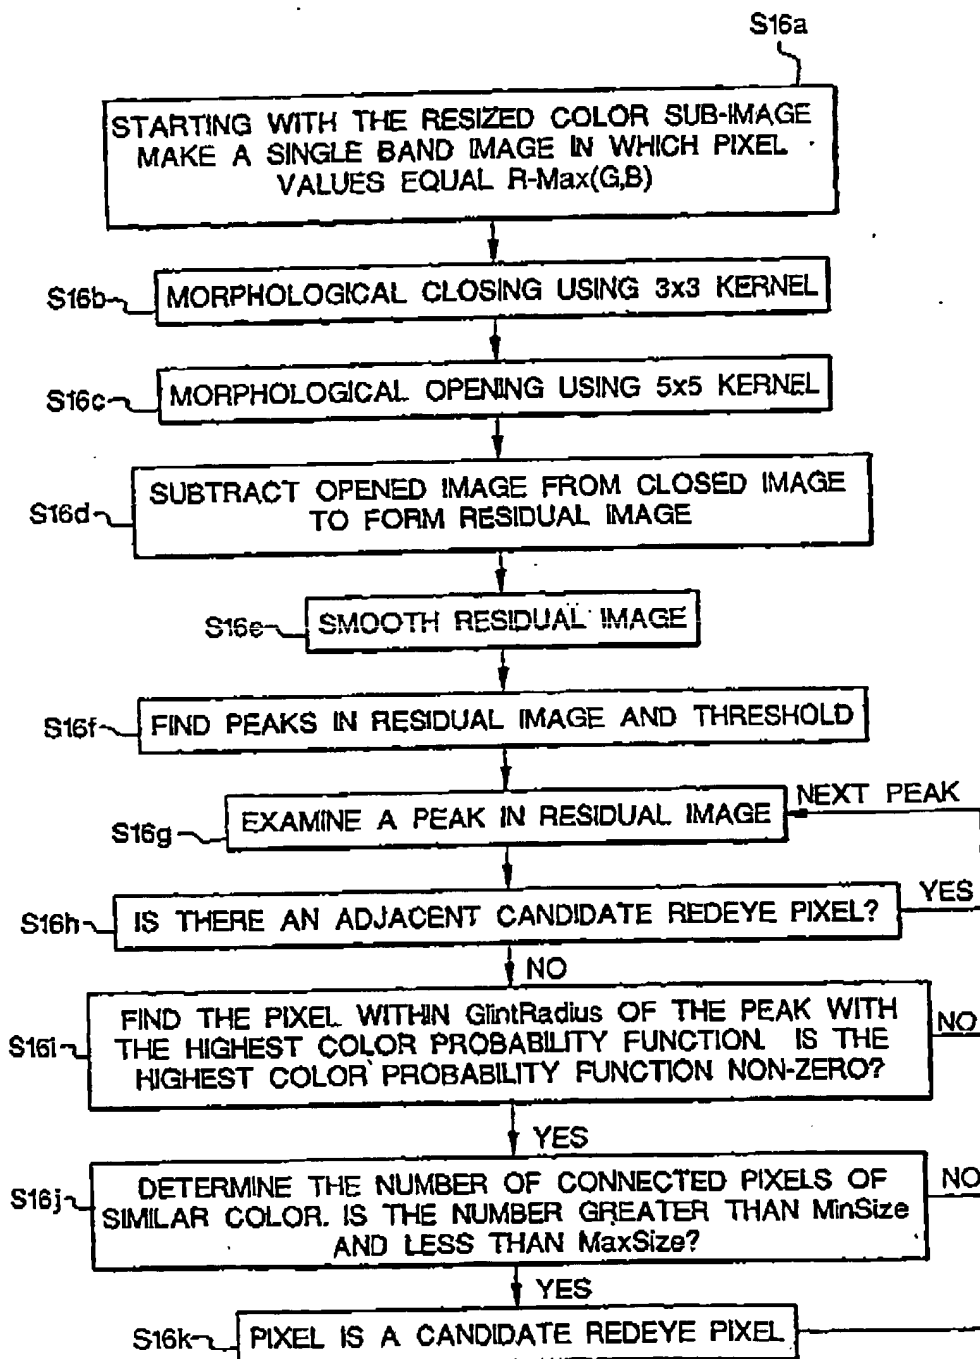 S16a
STARTING WITH THE RESIZED COLOR SUB-IMAGE
MAKE A SINGLE BAND IMAGE IN WHICH PIXEL
VALUES EQUAL R-Max(G,B)
S16b
MORPHOLOGICAL CLOSING USING 3x3 KERNEL
S16c
MORPHOLOGICAL OPENING USING 5x5 KERNEL
S16d
SUBTRACT OPENED IMAGE FROM CLOSED IMAGE
TO FORM RESIDUAL IMAGE
S16e
SMOOTH RESIDUAL IMAGE
S16f
FIND PEAKS IN RESIDUAL IMAGE AND THRESHOLD
S16g
EXAMINE A PEAK IN RESIDUAL IMAGE
NEXT PEAK
S16h
IS THERE AN ADJACENT CANDIDATE REDEYE PIXEL?
YES
NO
S16i
FIND THE PIXEL WITHIN GlintRadius OF THE PEAK WITH
THE HIGHEST COLOR PROBABILITY FUNCTION. IS THE
HIGHEST COLOR PROBABILITY FUNCTION NON-ZERO?
NO
YES
S16j
DETERMINE THE NUMBER OF CONNECTED PIXELS OF
SIMILAR COLOR. IS THE NUMBER GREATER THAN MinSize
AND LESS THAN MaxSize?
NO
YES
S16k
PIXEL IS A CANDIDATE REDEYE PIXEL